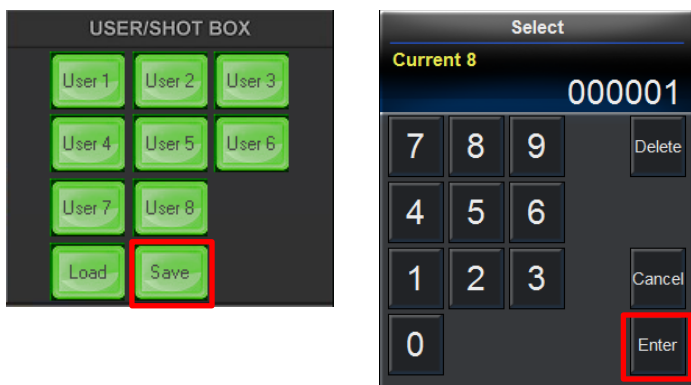 USER/SHOT BOX
User 1 User 2 User 3
User 4 User 5 User 6
User 7 User 8
Load Save
Select
Current 8
000001
7 8 9 Delete
4 5 6
1 2 3 Cancel
0 Enter